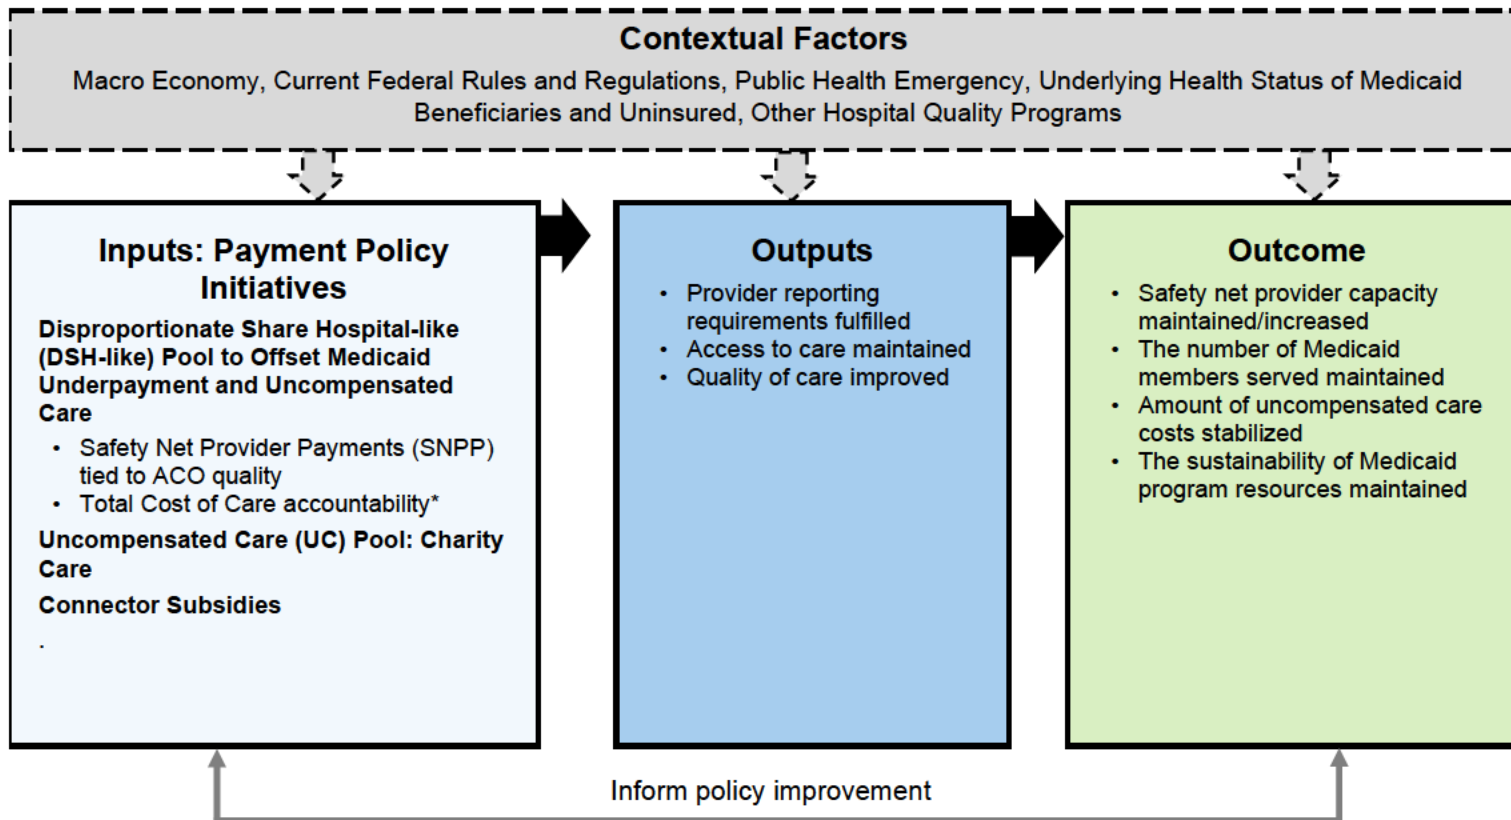 Contextual Factors
Macro Economy, Current Federal Rules and Regulations, Public Health Emergency, Underlying Health Status of Medicaid
Beneficiaries and Uninsured, Other Hospital Quality Programs
Inputs: Payment Policy
Initiatives
Disproportionate Share Hospital-like
(DSH-like) Pool to Offset Medicaid
Underpayment and Uncompensated
Care
• Safety Net Provider Payments (SNPP)
tied to ACO quality
• Total Cost of Care accountability*
Uncompensated Care (UC) Pool: Charity
Care
Connector Subsidies
.
Outputs
• Provider reporting
requirements fulfilled
• Access to care maintained
• Quality of care improved
Outcome
• Safety net provider capacity
maintained/increased
• The number of Medicaid
members served maintained
• Amount of uncompensated care
costs stabilized
• The sustainability of Medicaid
program resources maintained
Inform policy improvement